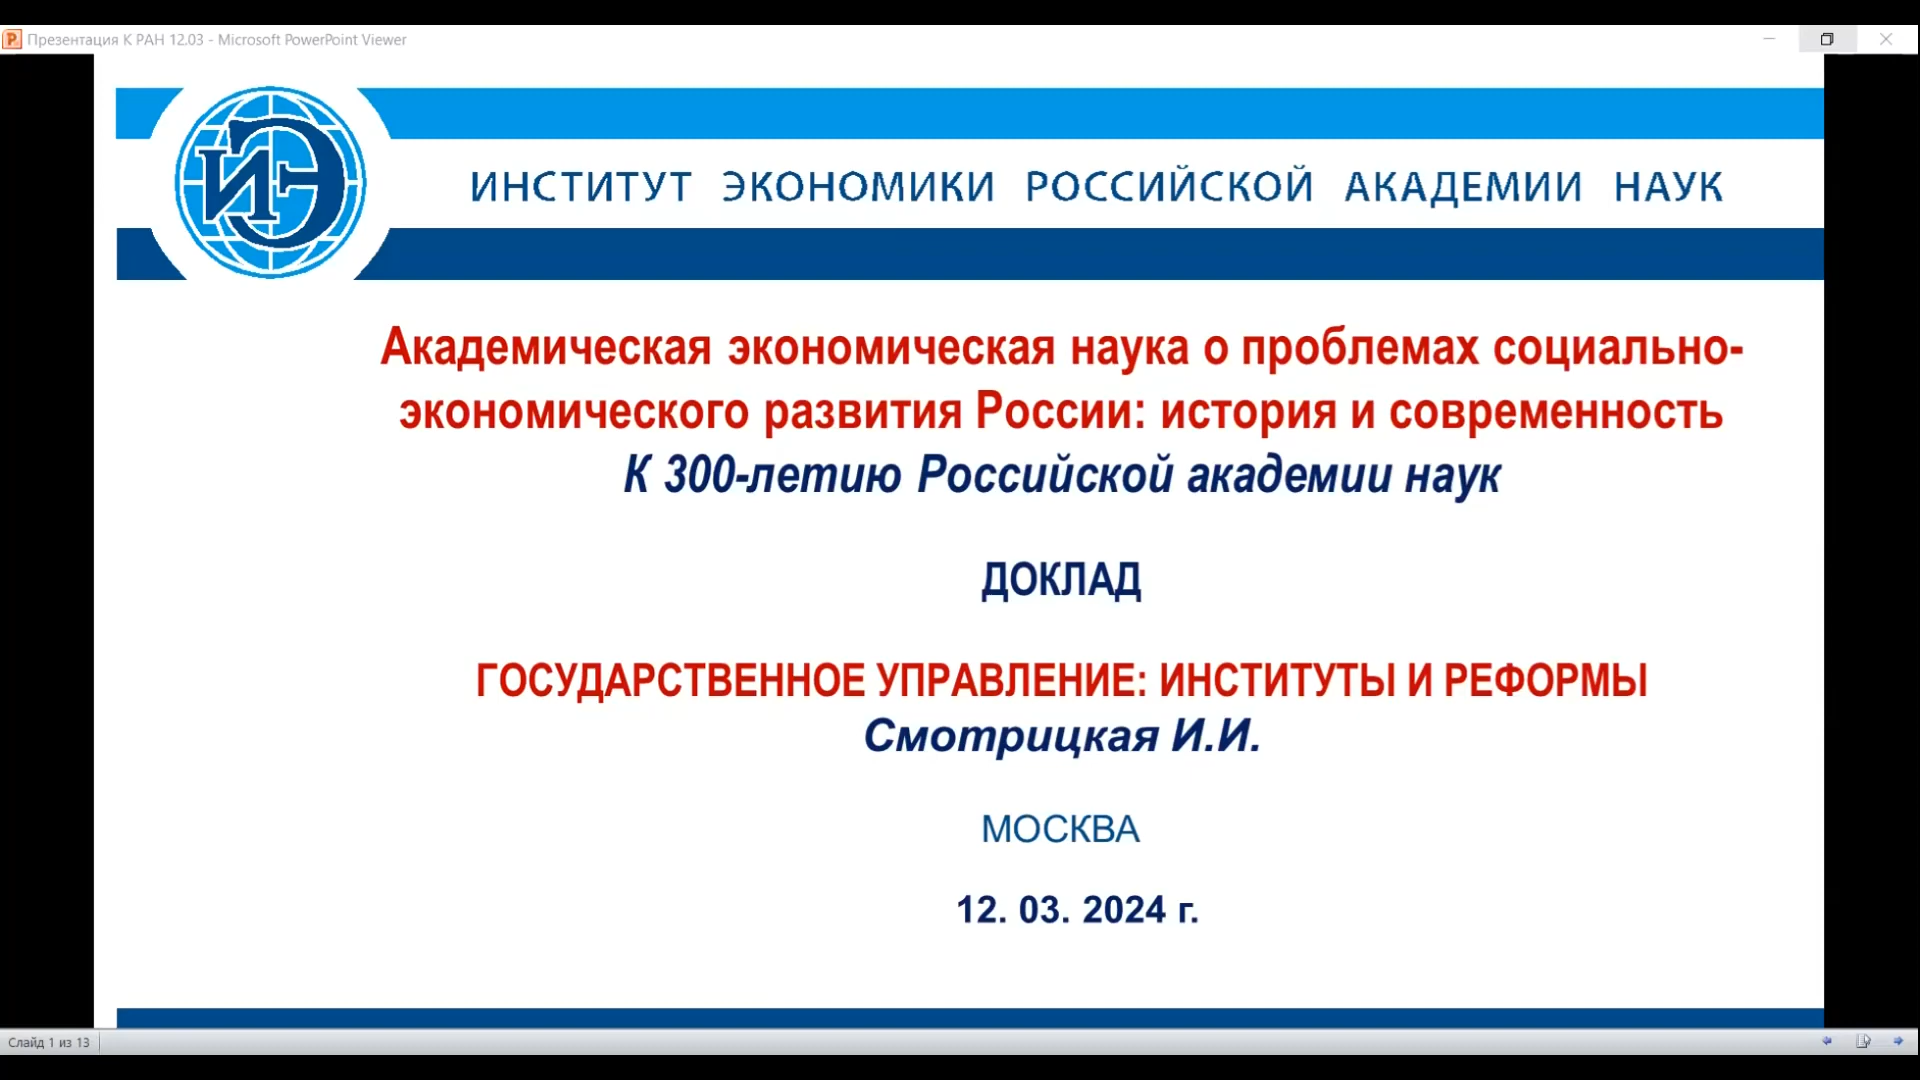 Презентация К РАН 12.03 - Microsoft PowerPoint Viewer
ИЭ
ИНСТИТУТ ЭКОНОМИКИ РОССИЙСКОЙ АКАДЕМИИ НАУК
Академическая экономическая наука о проблемах социально-
экономического развития России: история и современность
К 300-летию Российской академии наук
ДОКЛАД
ГОСУДАРСТВЕННОЕ УПРАВЛЕНИЕ: ИНСТИТУТЫ И РЕФОРМЫ
Смотрицкая И.И.
МОСКВА
12. 03. 2024 г.
Слайд 1 из 13